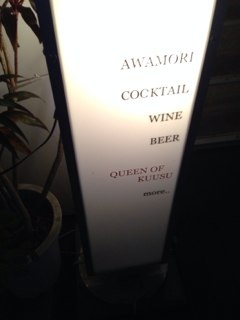 AWAMORI
COCKTAIL
WINE
BEER
QUEEN OF
KUUSU
more..